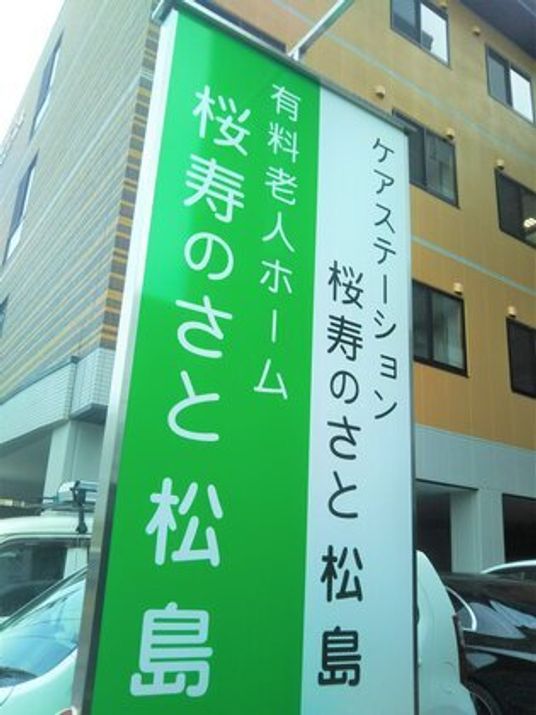 ケアステーション
桜寿のさと 松島
有料老人ホーム
桜寿のさと 松島